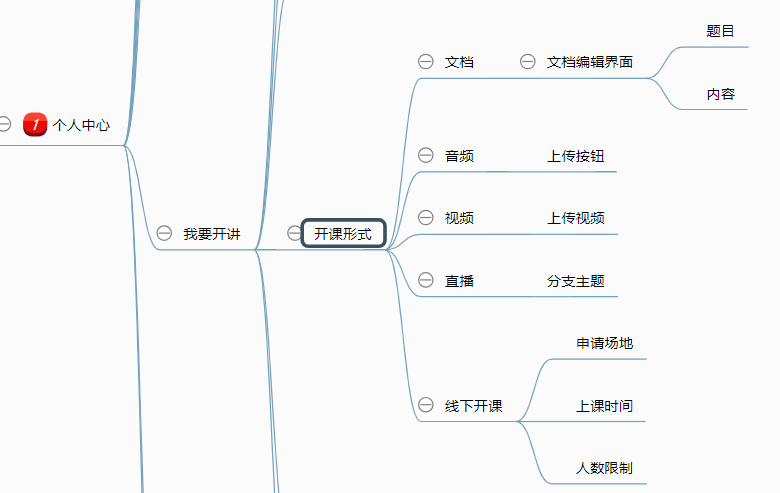 题目
文档
文档编辑界面
内容
1
个人中心
音频
上传按钮
视频
上传视频
我要开讲
开课形式
直播
分支主题
申请场地
线下开课
上课时间
人数限制